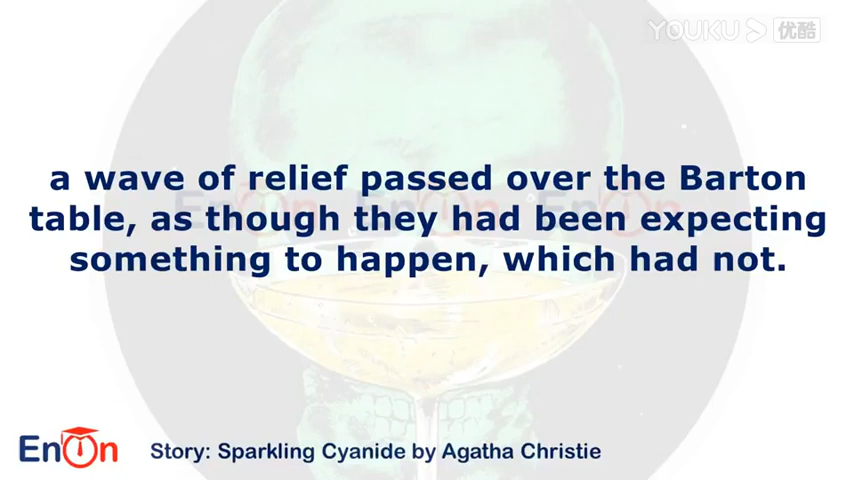 YOUKU 优酷
a wave of relief passed over the Barton
table, as though they had been expecting
something to happen, which had not.
EnOn
Story: Sparkling Cyanide by Agatha Christie